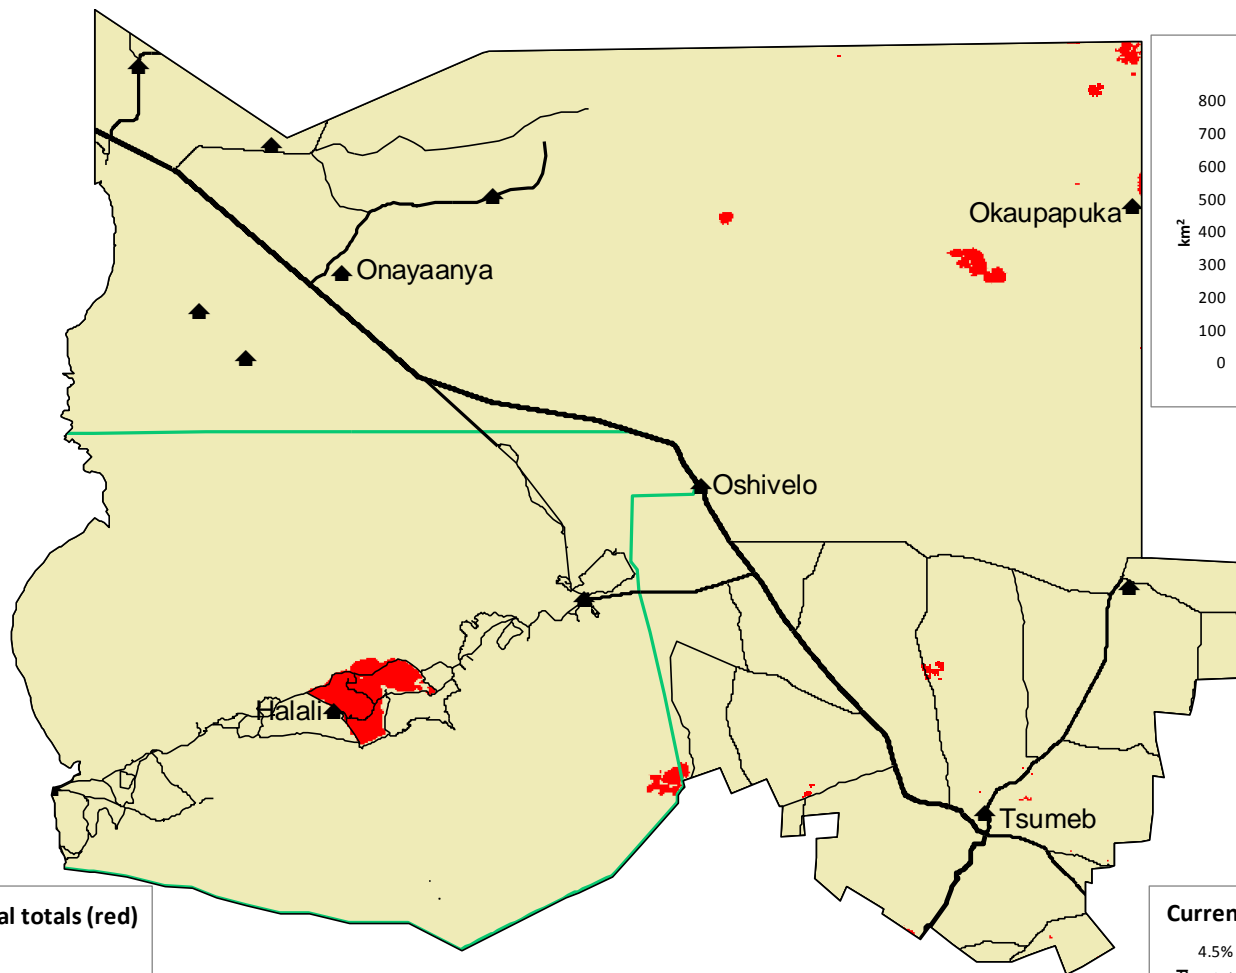 800
700
600
500
400
300
200
100
0
km²
Okaupapuka
Onayaanya
Oshivelo
Halali
Tsumeb
al totals (red)
Curren
4.5%